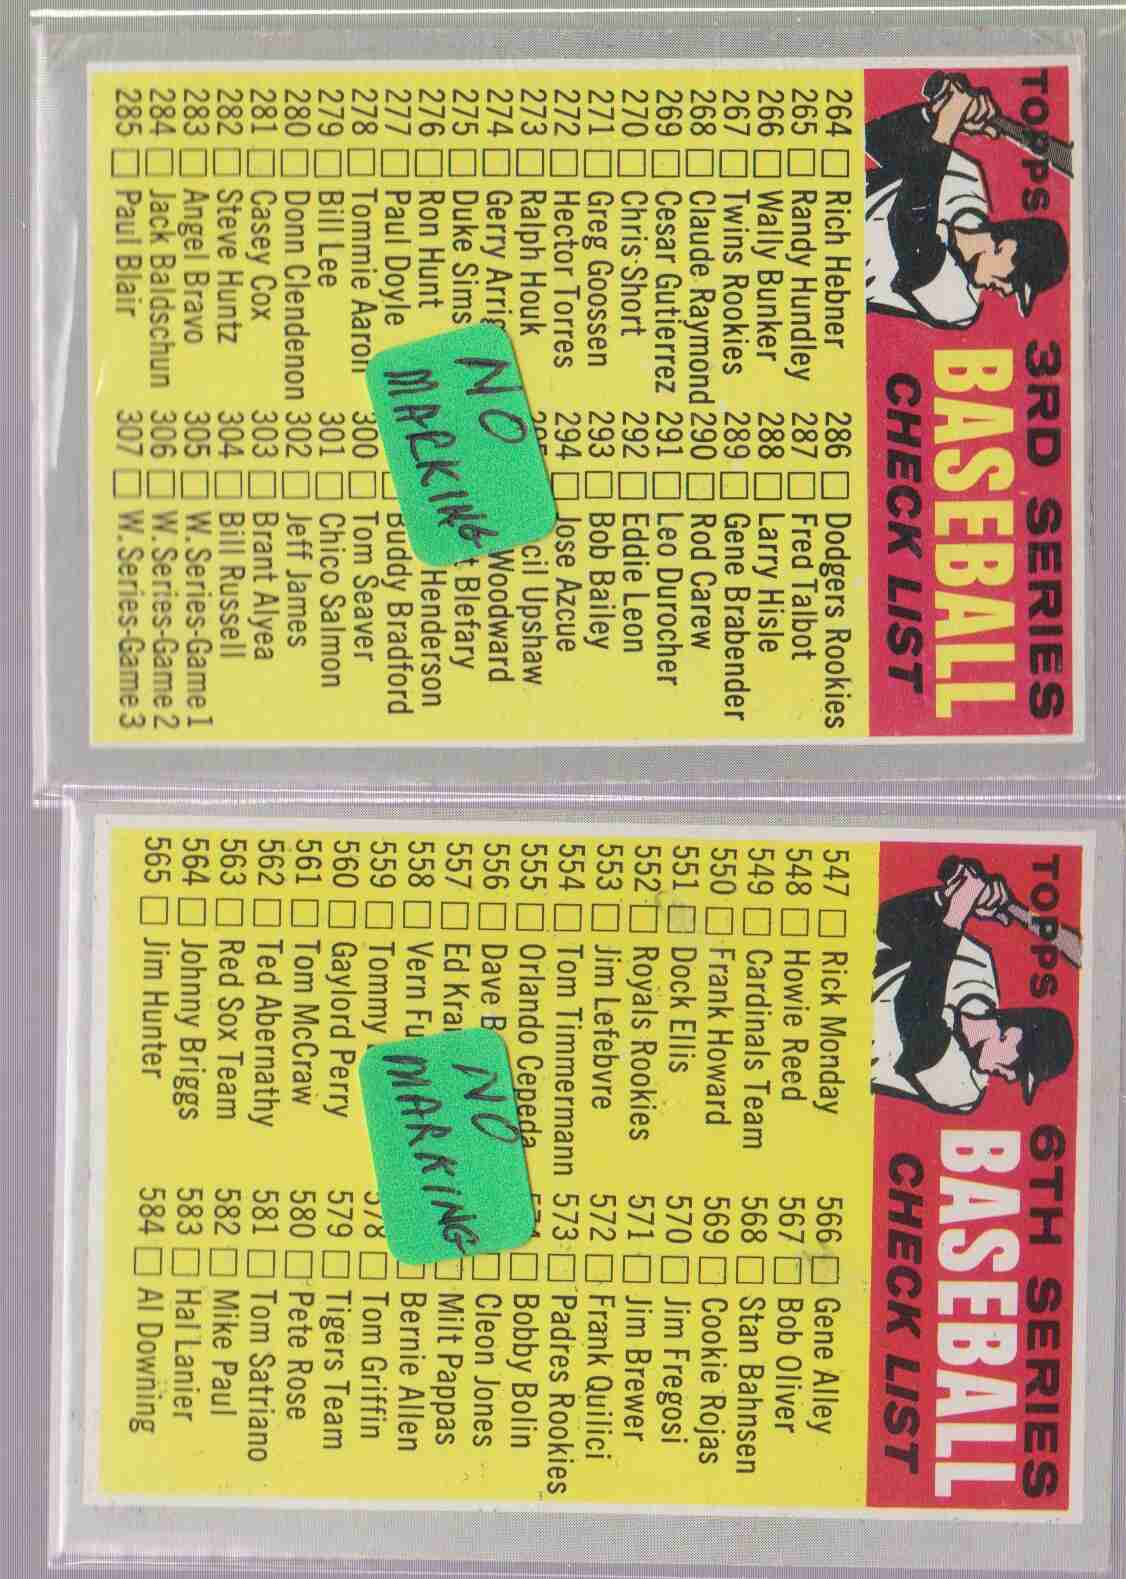 TOPPS 3RD SERIES
BASEBALL
CHECK LIST
264 Rich Hebner
265 Randy Hundley
266 Wally Bunker
267 Twins Rookies
268 Claude Raymond
269 Cesar Gutierrez
270 Chris Short
271 Greg Goossen
272 Hector Torres
273 Ralph Houk
274 Gerry Arri
275 Duke Sims
276 Ron Hunt
277 Paul Doyle
278 Tommie Aaron
279 Bill Lee
280 Donn Clendenon
281 Casey Cox
282 Steve Huntz
283 Angel Bravo
284 Jack Baldschun
285 Paul Blair
286 Dodgers Rookies
287 Fred Talbot
288 Larry Hisle
289 Gene Brabender
290 Rod Carew
291 Leo Durocher
292 Eddie Leon
293 Bob Bailey
294 Jose Azcue
cil Upshaw
Woodward
t Blefary
Henderson
Buddy Bradford
300 Tom Seaver
301 Chico Salmon
302 Jeff James
303 Brant Alyea
304 Bill Russell
305 W. Series-Game 1
306 W. Series-Game 2
307 W. Series-Game 3
NO
MARKING
TOPPS 6TH SERIES
BASEBALL
CHECK LIST
547 Rick Monday
548 Howie Reed
549 Cardinals Team
550 Frank Howard
551 Dock Ellis
552 Royals Rookies
553 Jim Lefebvre
554 Tom Timmermann
555 Orlando Cepeda
556 Dave B
557 Ed Kra
558 Vern Fu
559 Tommy
560 Gaylord Perry
561 Tom McCraw
562 Ted Abernathy
563 Red Sox Team
564 Johnny Briggs
565 Jim Hunter
566 Gene Alley
567 Bob Oliver
568 Stan Bahnsen
569 Cookie Rojas
570 Jim Fregosi
571 Jim Brewer
572 Frank Quilici
573 Padres Rookies
574 Bobby Bolin
Cleon Jones
Milt Pappas
Bernie Allen
578 Tom Griffin
579 Tigers Team
580 Pete Rose
581 Tom Satriano
582 Mike Paul
583 Hal Lanier
584 Al Downing
NO
MARKING